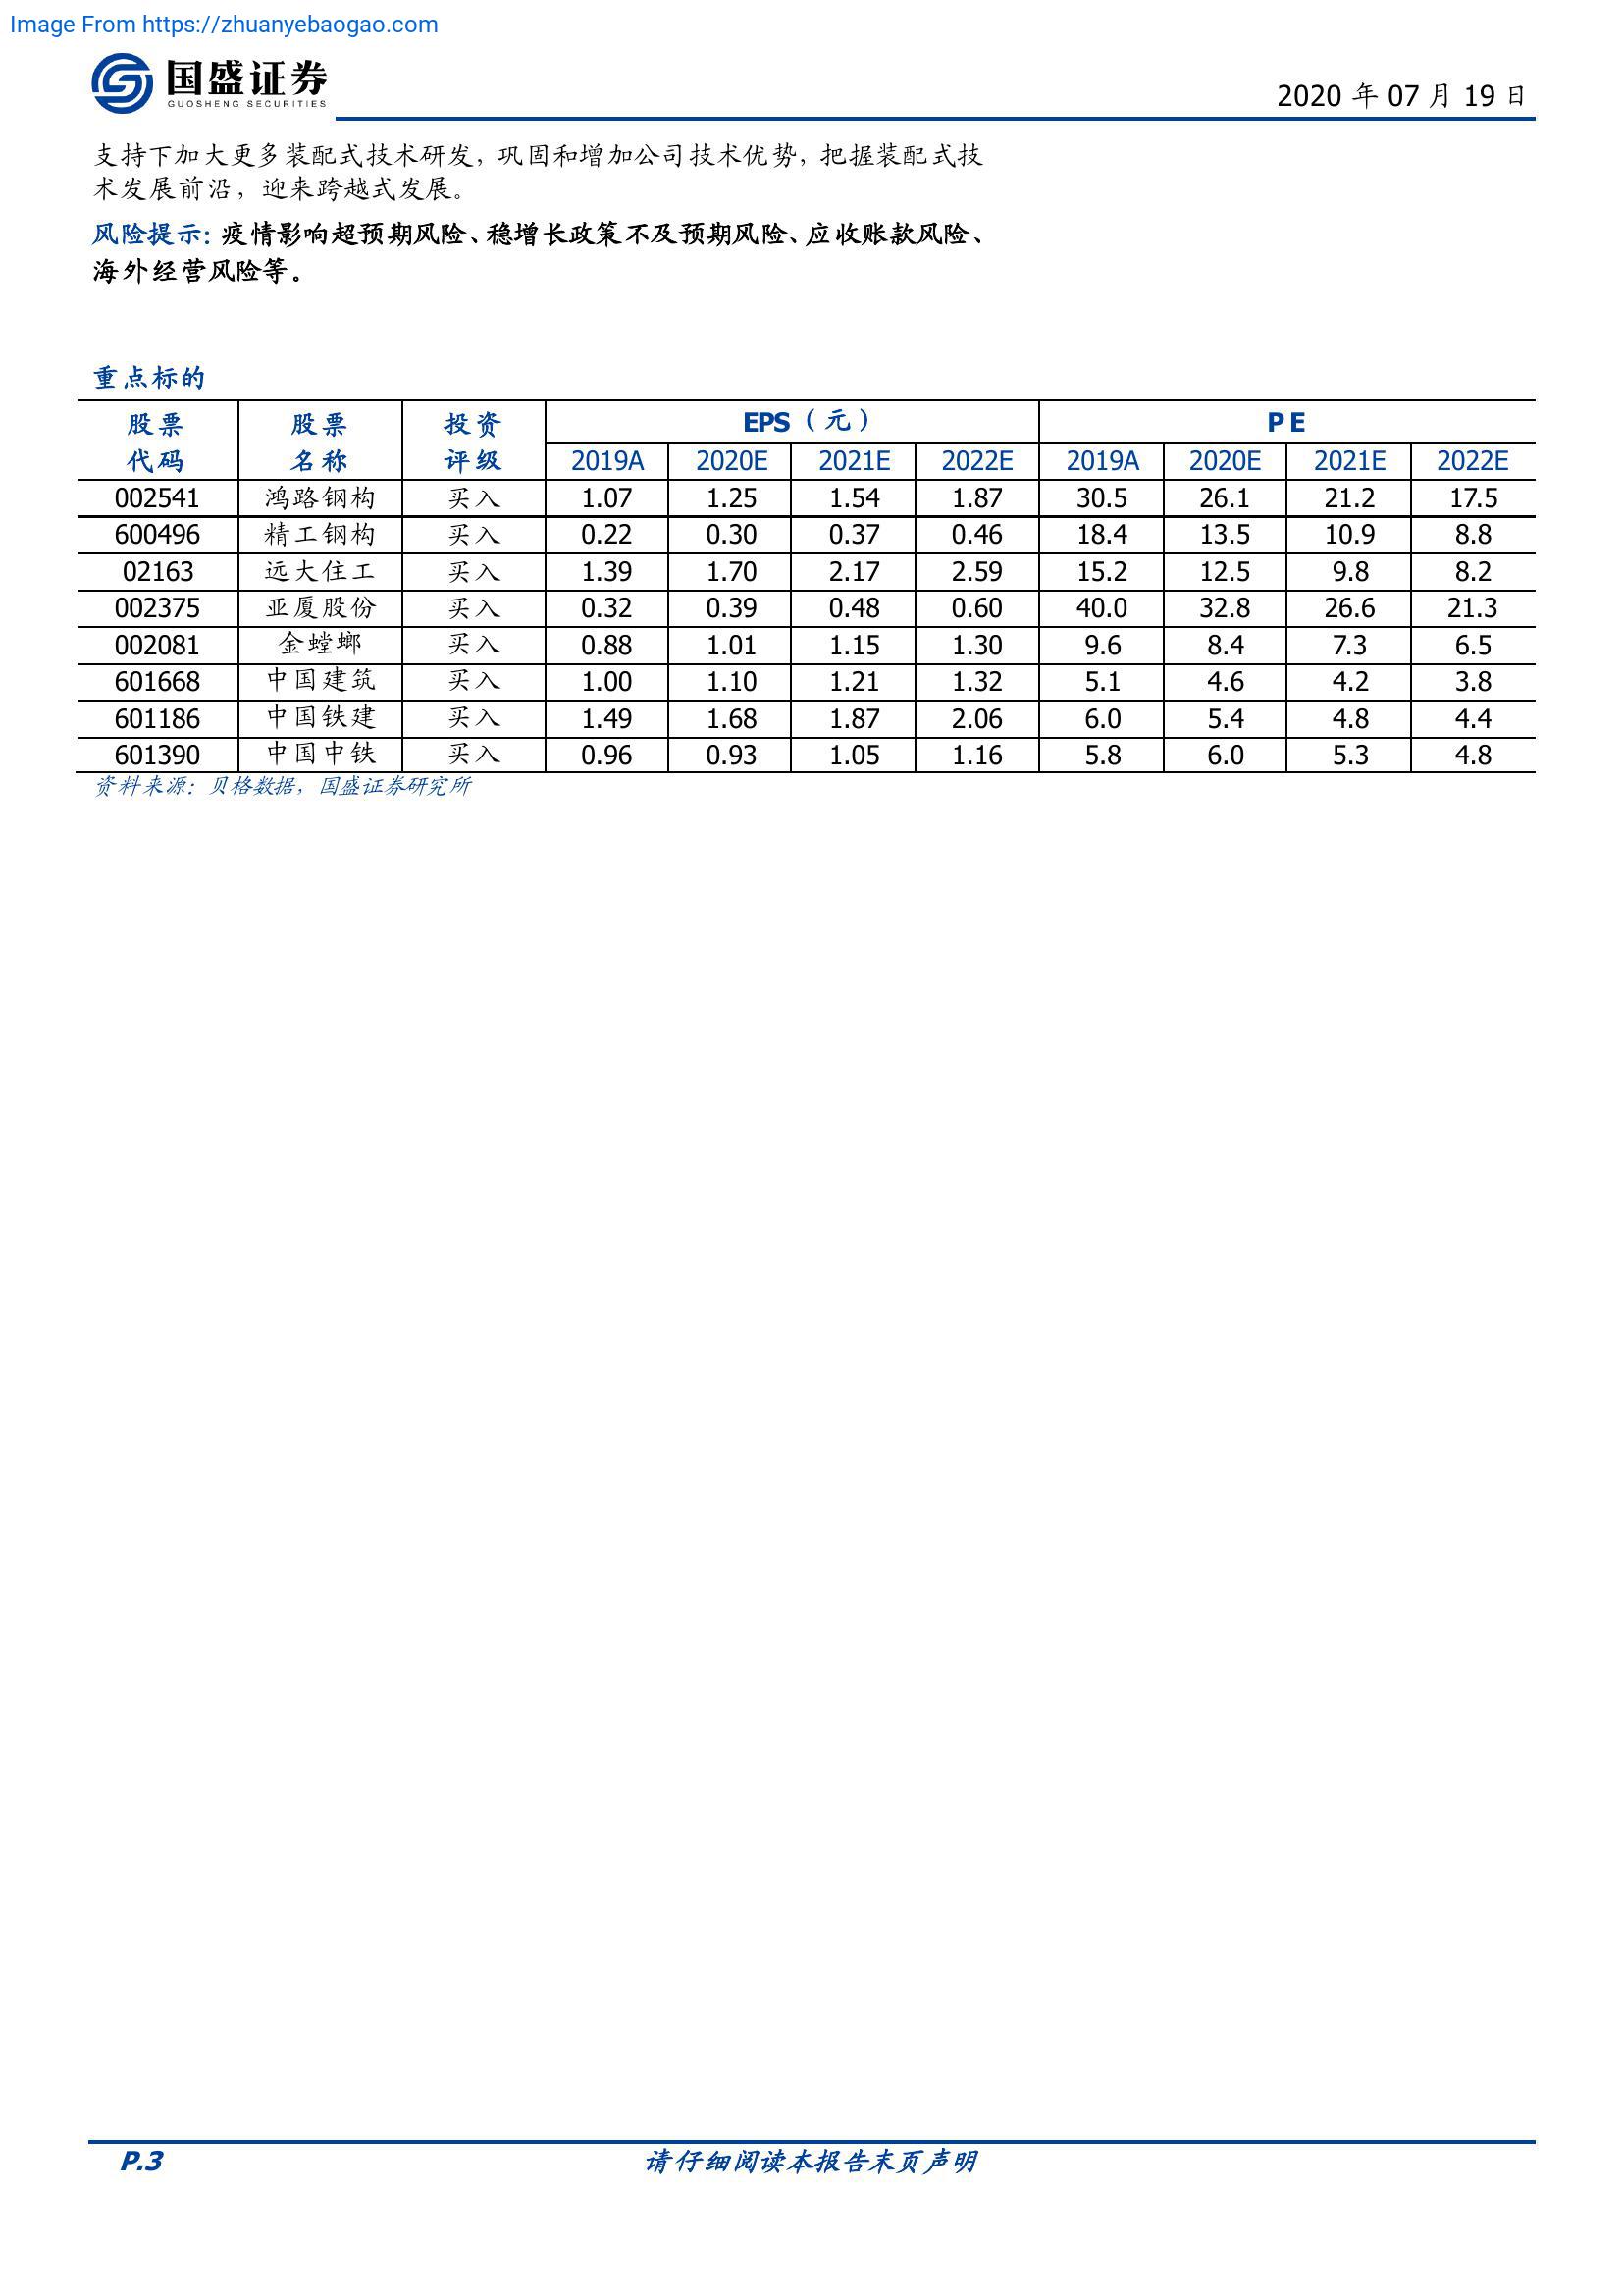 Image From https://zhuanyebaogao.com
国盛证券
GUOSHENG SECURITIES
2020 年 07 月 19 日
支持下加大更多装配式技术研发，巩固和增加公司技术优势，把握装配式技
术发展前沿，迎来跨越式发展。
风险提示：疫情影响超预期风险、稳增长政策不及预期风险、应收账款风险、
海外经营风险等。
重点标的
股票 股票 投资 EPS（元） PE
代码 名称 评级 2019A 2020E 2021E 2022E 2019A 2020E 2021E 2022E
002541 鸿路钢构 买入 1.07 1.25 1.54 1.87 30.5 26.1 21.2 17.5
600496 精工钢构 买入 0.22 0.30 0.37 0.46 18.4 13.5 10.9 8.8
02163 远大住工 买入 1.39 1.70 2.17 2.59 15.2 12.5 9.8 8.2
002375 亚厦股份 买入 0.32 0.39 0.48 0.60 40.0 32.8 26.6 21.3
002081 金螳螂 买入 0.88 1.01 1.15 1.30 9.6 8.4 7.3 6.5
601668 中国建筑 买入 1.00 1.10 1.21 1.32 5.1 4.6 4.2 3.8
601186 中国铁建 买入 1.49 1.68 1.87 2.06 6.0 5.4 4.8 4.4
601390 中国中铁 买入 0.96 0.93 1.05 1.16 5.8 6.0 5.3 4.8
资料来源：贝格数据，国盛证券研究所
P.3 请仔细阅读本报告末页声明